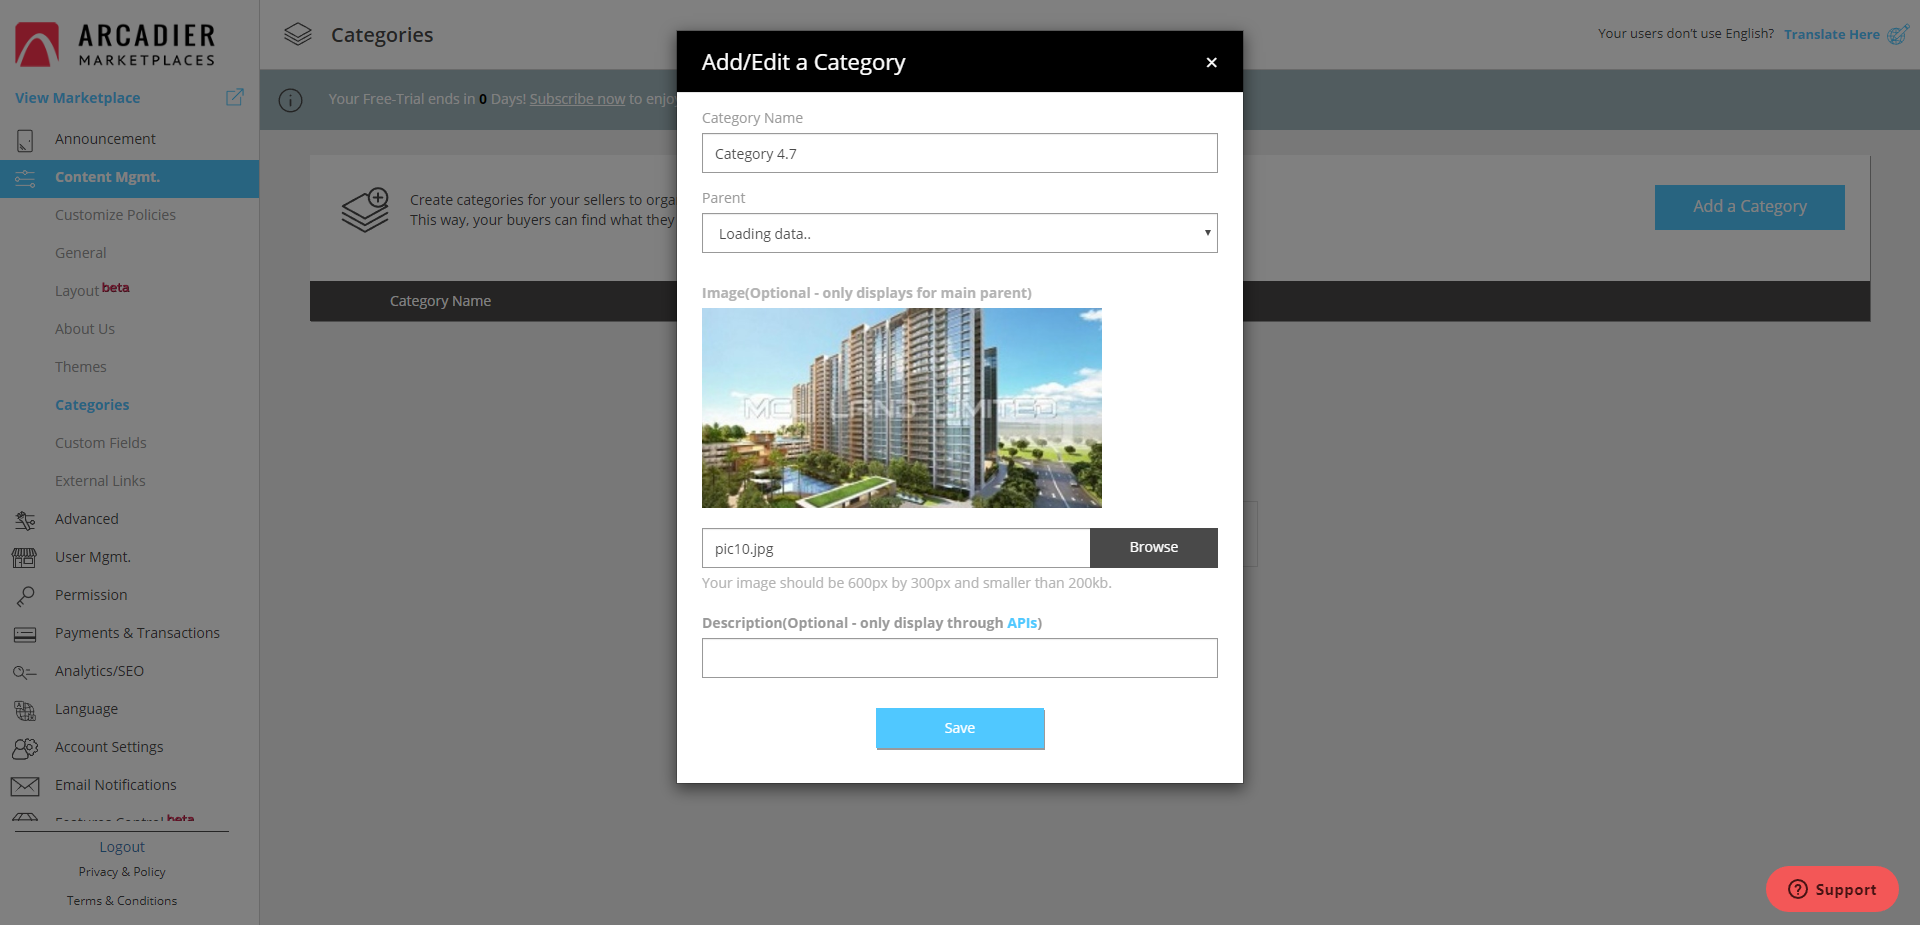 ARCADIER
MARKETPLACES
View Marketplace
Announcement
Content Mgmt.
Customize Policies
General
Layout beta
About Us
Themes
Categories
Custom Fields
External Links
Advanced
User Mgmt.
Permission
Payments & Transactions
Analytics/SEO
Language
Account Settings
Email Notifications
Features Control beta
Logout
Privacy & Policy
Terms & Conditions
Categories
Your users don't use English? Translate Here
Your Free-Trial ends in 0 Days! Subscribe now to enjoy
Create categories for your sellers to orga
This way, your buyers can find what they
Add a Category
Category Name
Add/Edit a Category
×
Category Name
Category 4.7
Parent
Loading data..
Image(Optional - only displays for main parent)
MCL LAND LIMITED
pic10.jpg
Browse
Your image should be 600px by 300px and smaller than 200kb.
Description(Optional - only display through APIs)
Save
Support